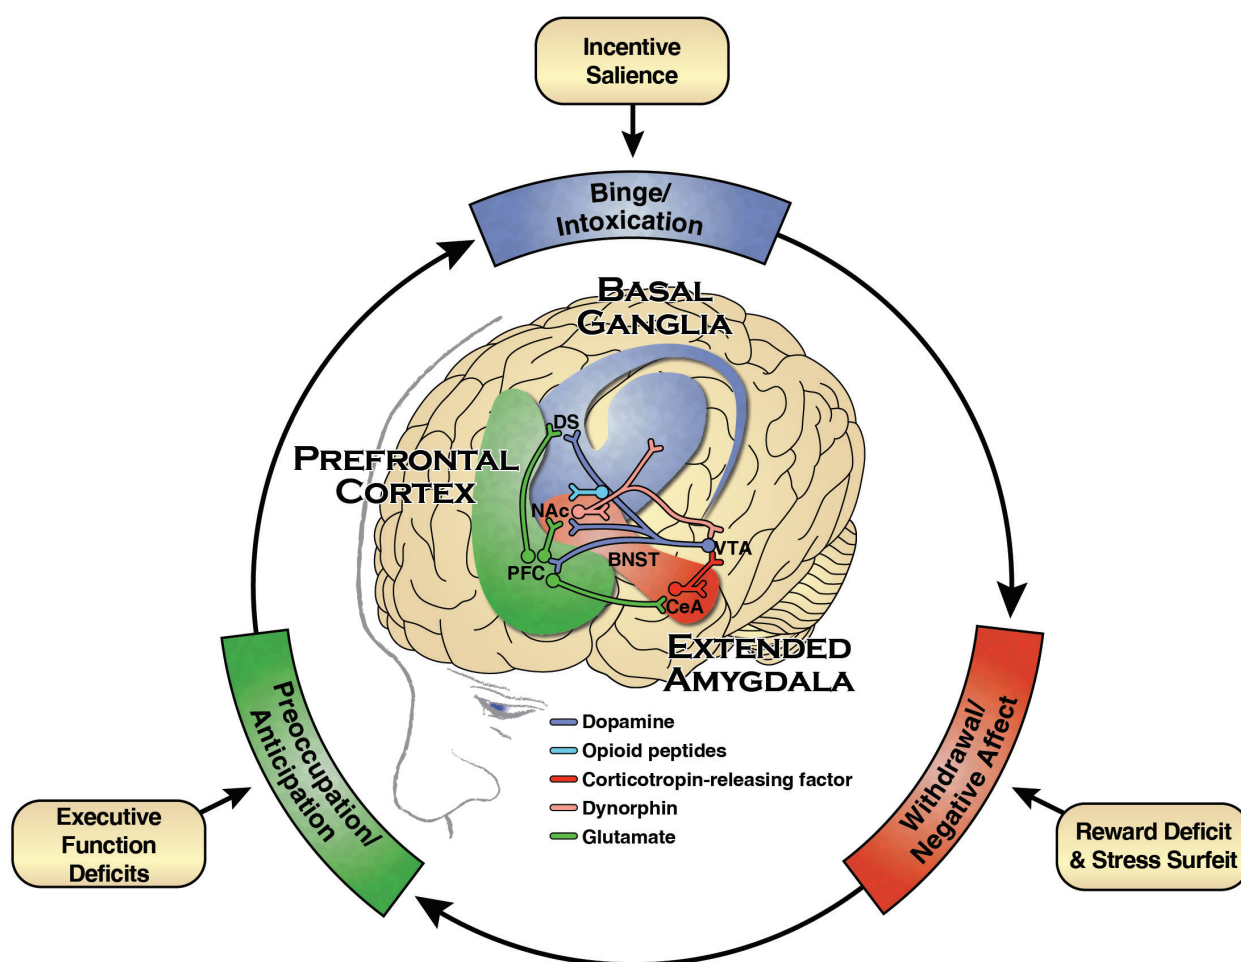 Incentive
Salience
Binge/
Intoxication
BASAL
GANGLIA
DS
PREFRONTAL
CORTEX
NAc
PFC
BNST
VTA
CeA
EXTENDED
AMYGDALA
Dopamine
Opioid peptides
Corticotropin-releasing factor
Dynorphin
Glutamate
Preoccupation/
Anticipation
Withdrawal/
Negative Affect
Executive
Function
Deficits
Reward Deficit
& Stress Surfeit